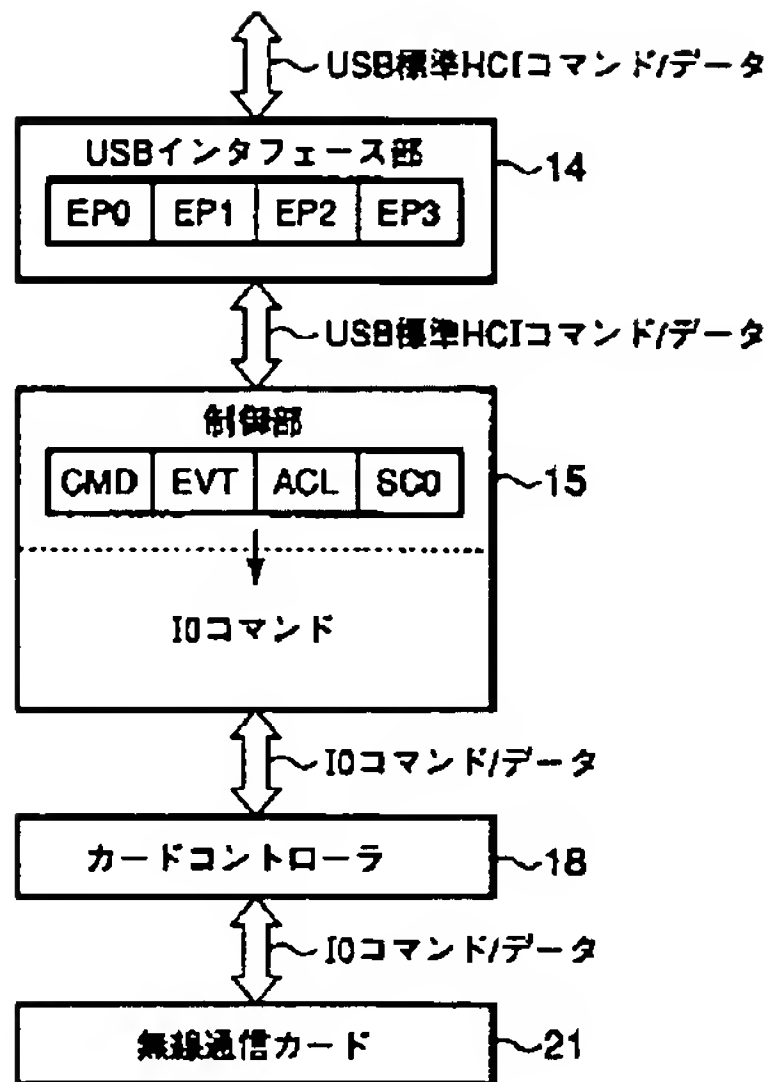 USB標準HCIコマンド/データ
USBインタフェース部
14
EP0 EP1 EP2 EP3
USB標準HCIコマンド/データ
制御部
CMD EVT ACL SCO
15
IOコマンド
IOコマンド/データ
カードコントローラ
18
IOコマンド/データ
無線通信カード
21